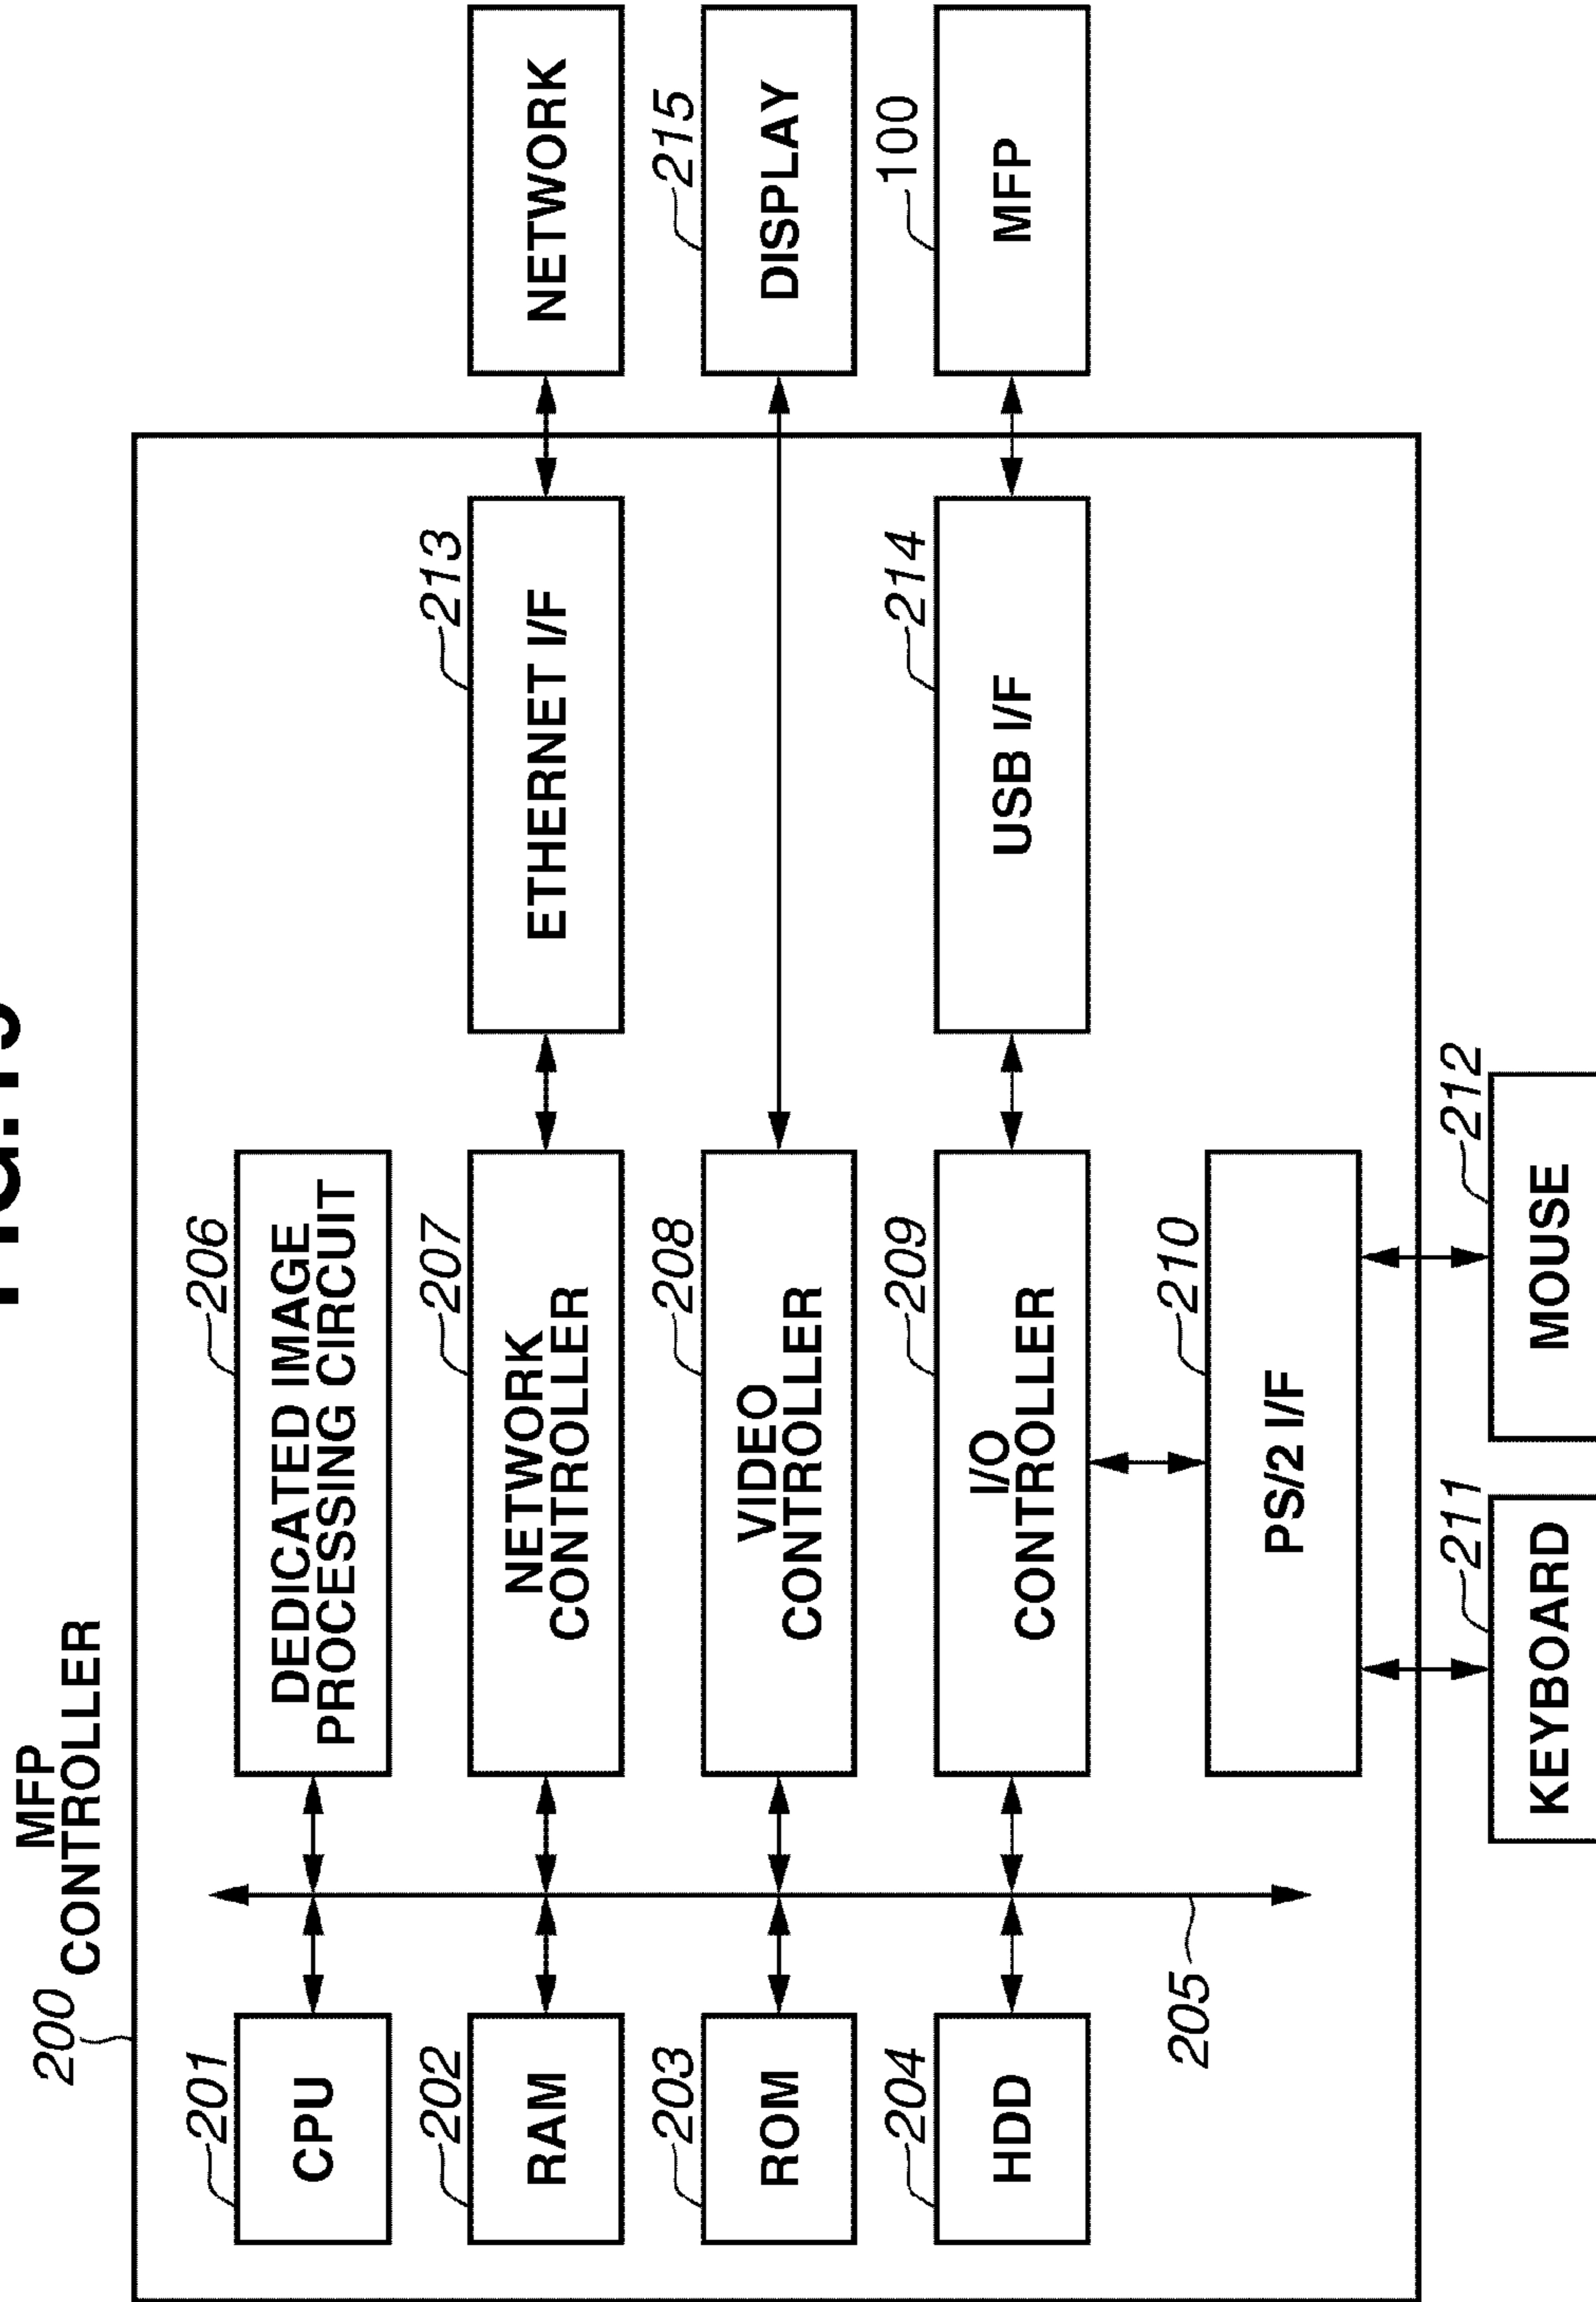 MFP
CONTROLLER
200
201
CPU
206
DEDICATED IMAGE
PROCESSING CIRCUIT
202
RAM
207
NETWORK
CONTROLLER
213
ETHERNET I/F
NETWORK
203
ROM
208
VIDEO
CONTROLLER
215
DISPLAY
204
HDD
209
I/O
CONTROLLER
214
USB I/F
100
MFP
205
210
PS/2 I/F
211
KEYBOARD
212
MOUSE